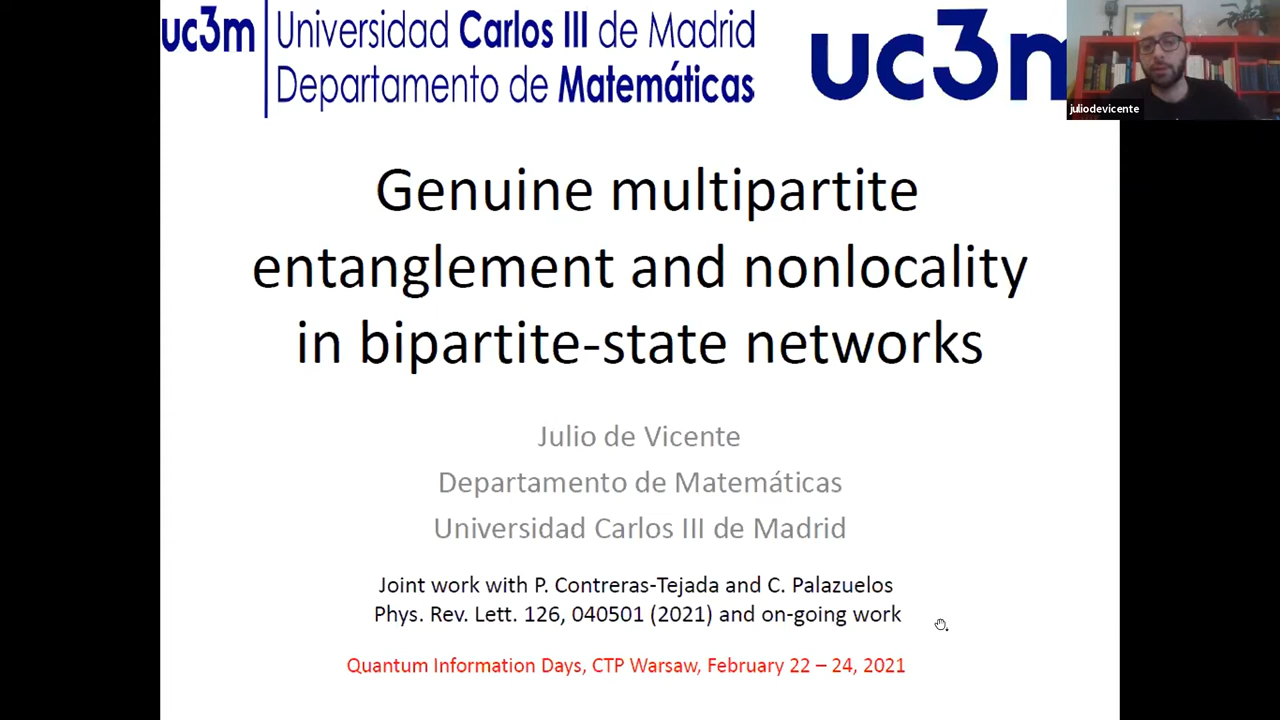 uc3m
Universidad Carlos III de Madrid
Departamento de Matemáticas
uc3m
juliodevicente
Genuine multipartite
entanglement and nonlocality
in bipartite-state networks
Julio de Vicente
Departamento de Matemáticas
Universidad Carlos III de Madrid
Joint work with P. Contreras-Tejada and C. Palazuelos
Phys. Rev. Lett. 126, 040501 (2021) and on-going work
Quantum Information Days, CTP Warsaw, February 22 – 24, 2021